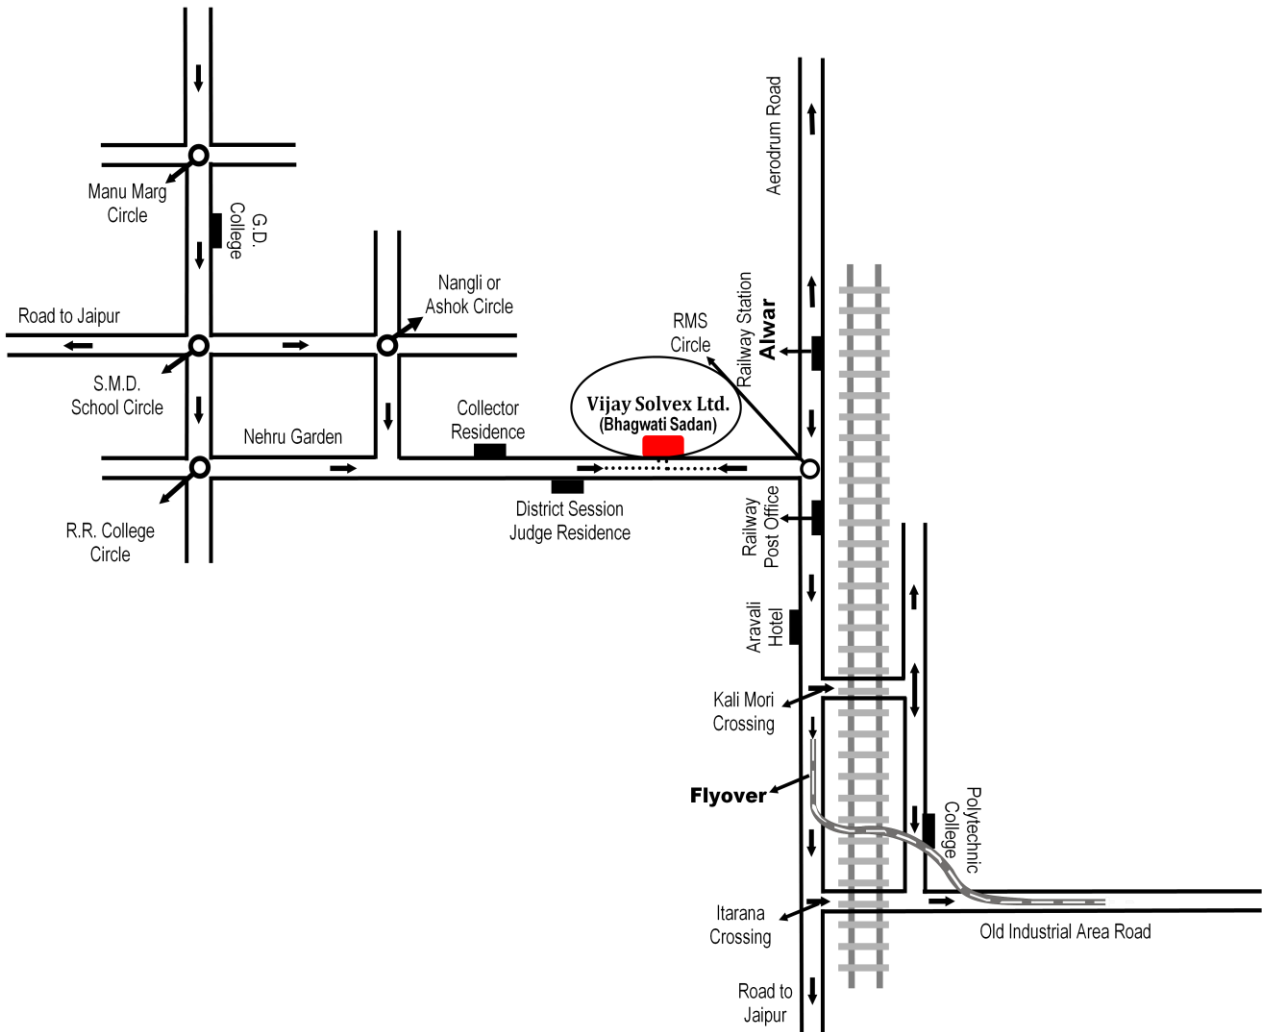 Aerodrum Road
Manu Marg
Circle
G.D.
College
Nangli or
Ashok Circle
Road to Jaipur
RMS
Circle
Railway Station
Alwar
S.M.D.
School Circle
Vijay Solvex Ltd.
(Bhagwati Sadan)
Collector
Residence
Nehru Garden
District Session
Judge Residence
R.R. College
Circle
Railway
Post Office
Aravali
Hotel
Kali Mori
Crossing
Flyover
Polytechnic
College
Itarana
Crossing
Old Industrial Area Road
Road to
Jaipur